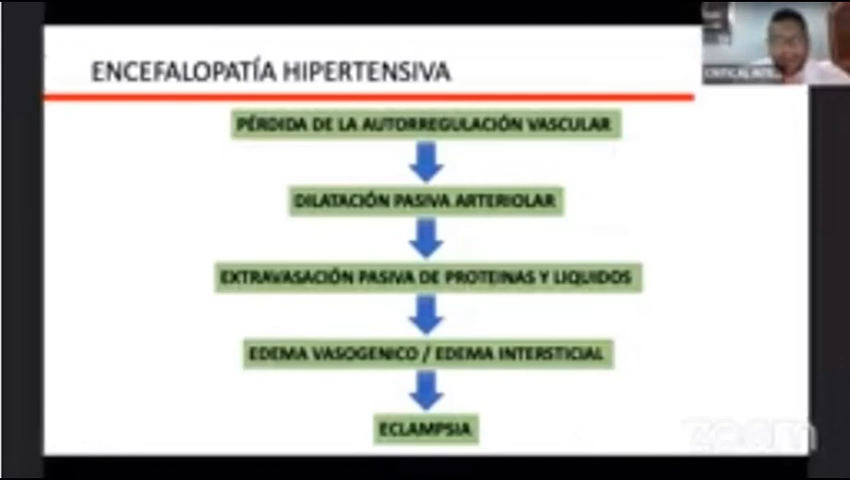 ENCEFALOPATÍA HIPERTENSIVA
PÉRDIDA DE LA AUTORREGULACIÓN VASCULAR
DILATACIÓN PASIVA ARTERIOLAR
EXTRAVASACIÓN PASIVA DE PROTEINAS Y LIQUIDOS
EDEMA VASOGENICO / EDEMA INTERSTICIAL
ECLAMPSIA
zoom